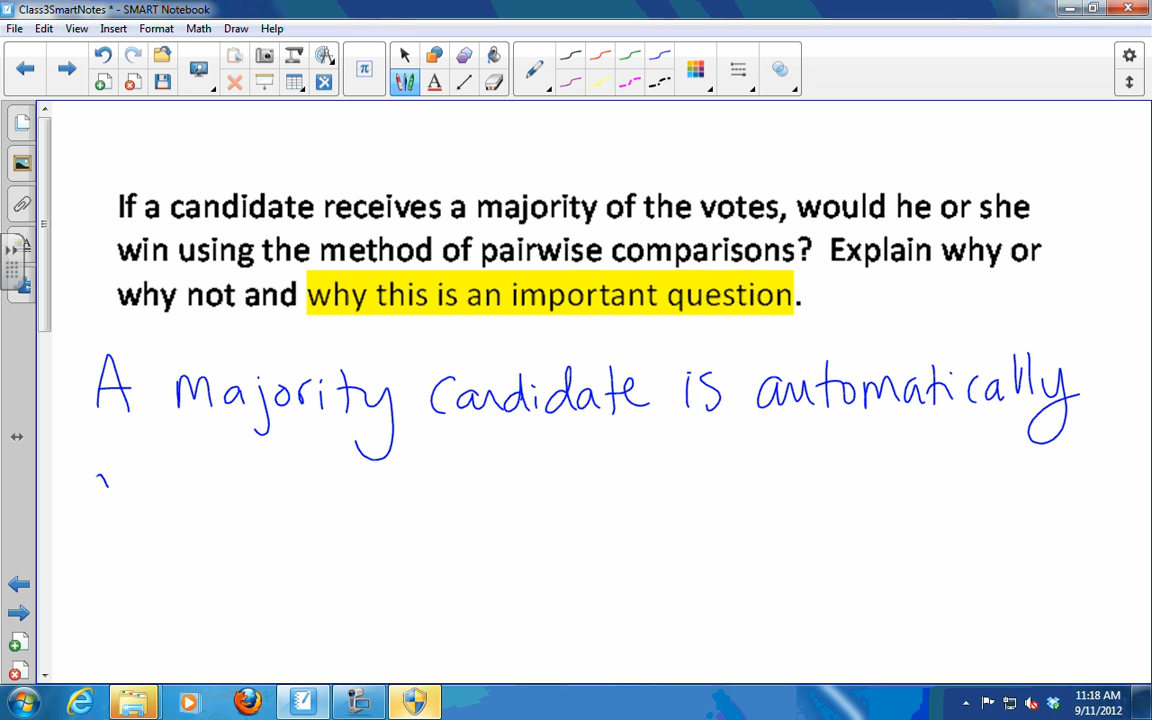 Class3SmartNotes * - SMART Notebook
File Edit View Insert Format Math Draw Help
π
A
If a candidate receives a majority of the votes, would he or she
win using the method of pairwise comparisons? Explain why or
why not and why this is an important question.
A majority candidate is automatically
11:18 AM
9/11/2012